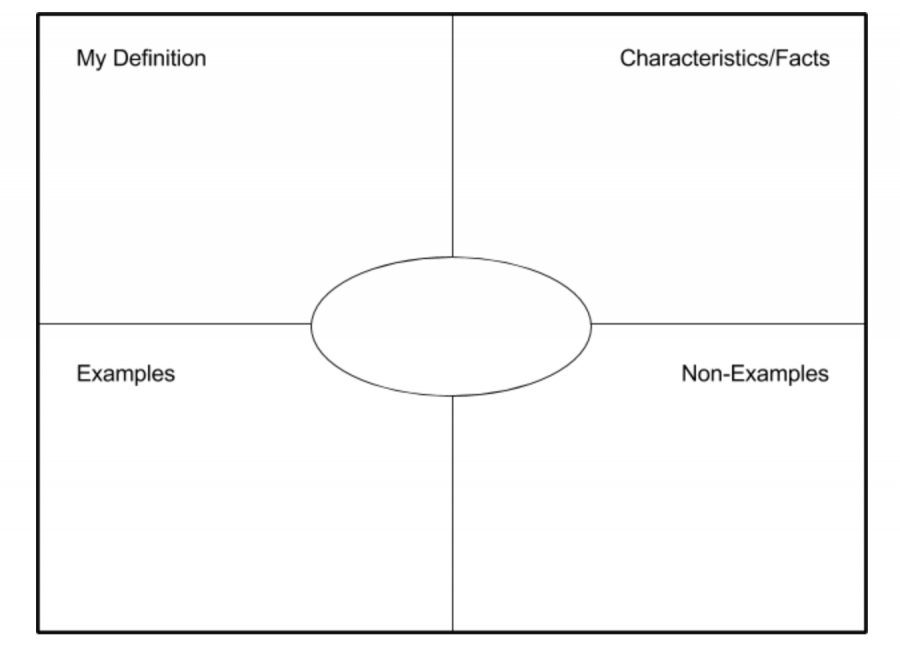 My Definition
Characteristics/Facts
Examples
Non-Examples